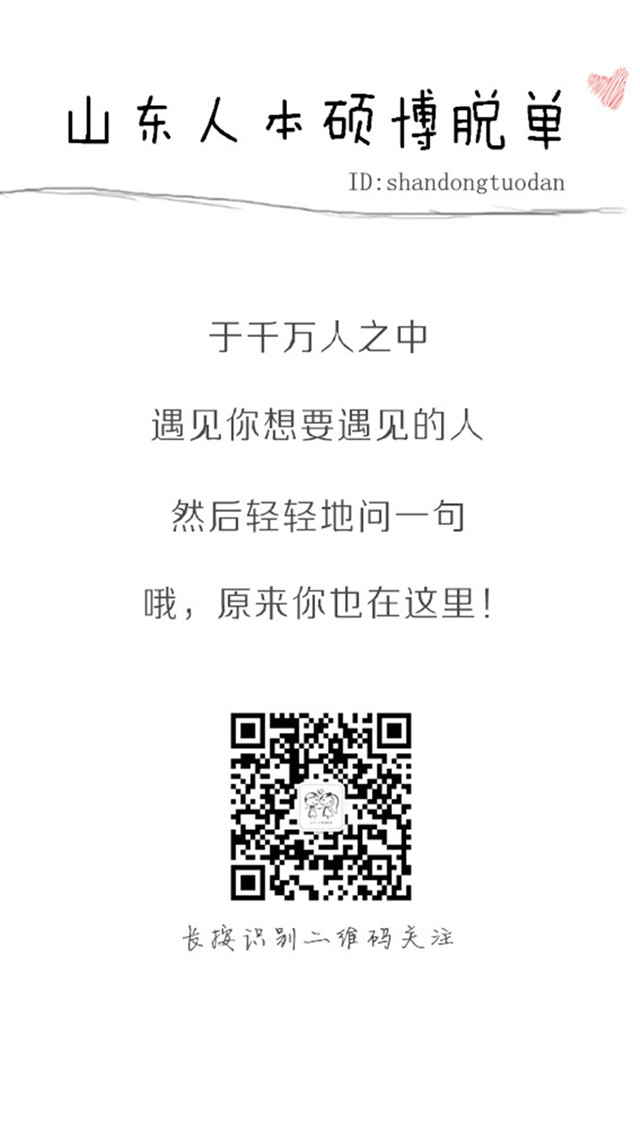 山东人本硕博脱单
ID:shandongtuodan
于千万人之中
遇见你想要遇见的人
然后轻轻地问一句
哦，原来你也在这里！
长按识别二维码关注